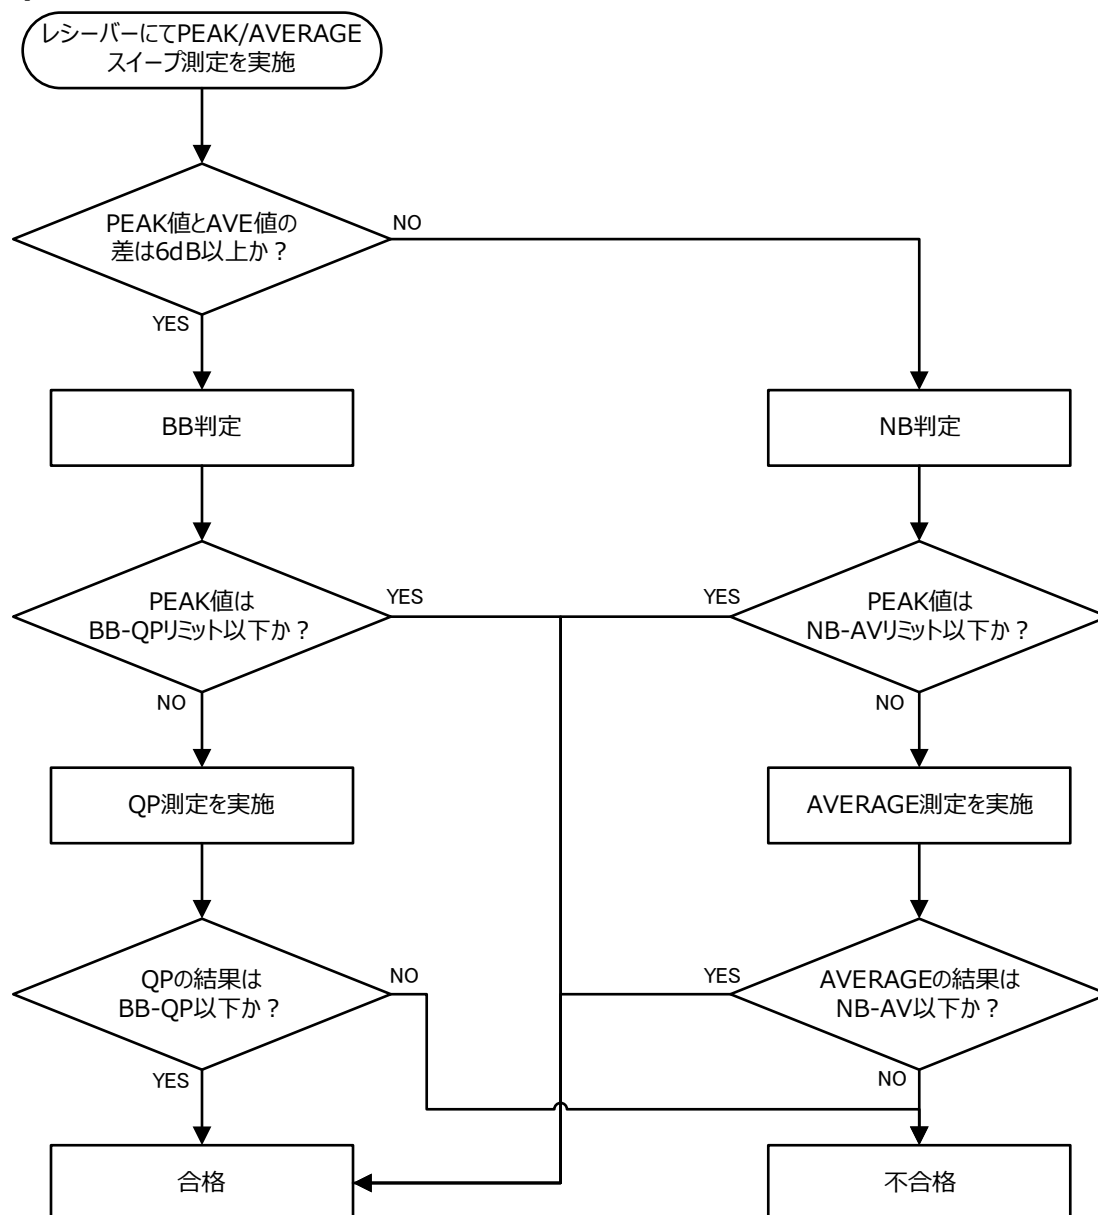 レシーバーにてPEAK/AVERAGE
スイープ測定を実施
PEAK値とAVE値の
差は6dB以上か？
NO
YES
BB判定
NB判定
PEAK値は
BB-QPリミット以下か？
YES
YES
PEAK値は
NB-AVリミット以下か？
NO
NO
QP測定を実施
AVERAGE測定を実施
QPの結果は
BB-QP以下か？
NO
YES
AVERAGEの結果は
NB-AV以下か？
YES
NO
合格
不合格